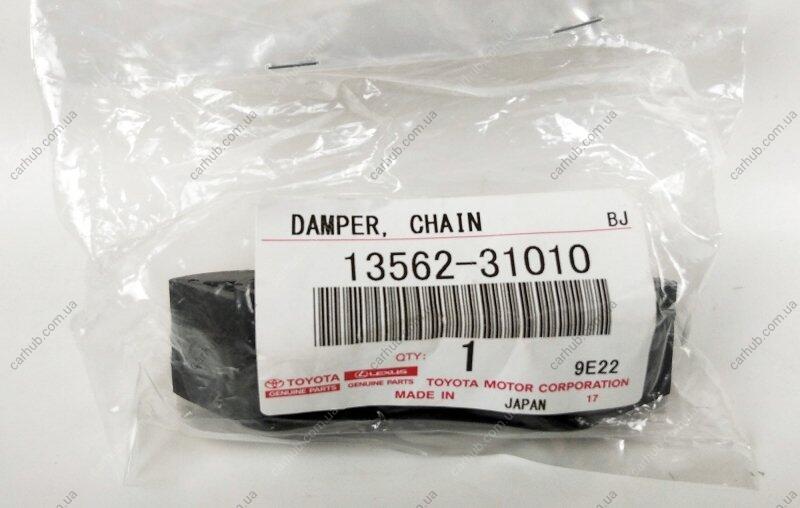 DAMPER, CHAIN BJ
13562-31010
QTY: 1 9E22
TOYOTA LEXUS TOYOTA MOTOR CORPORATION
GENUINE PARTS GENUINE PARTS
MADE IN JAPAN 17
carhub.com.ua